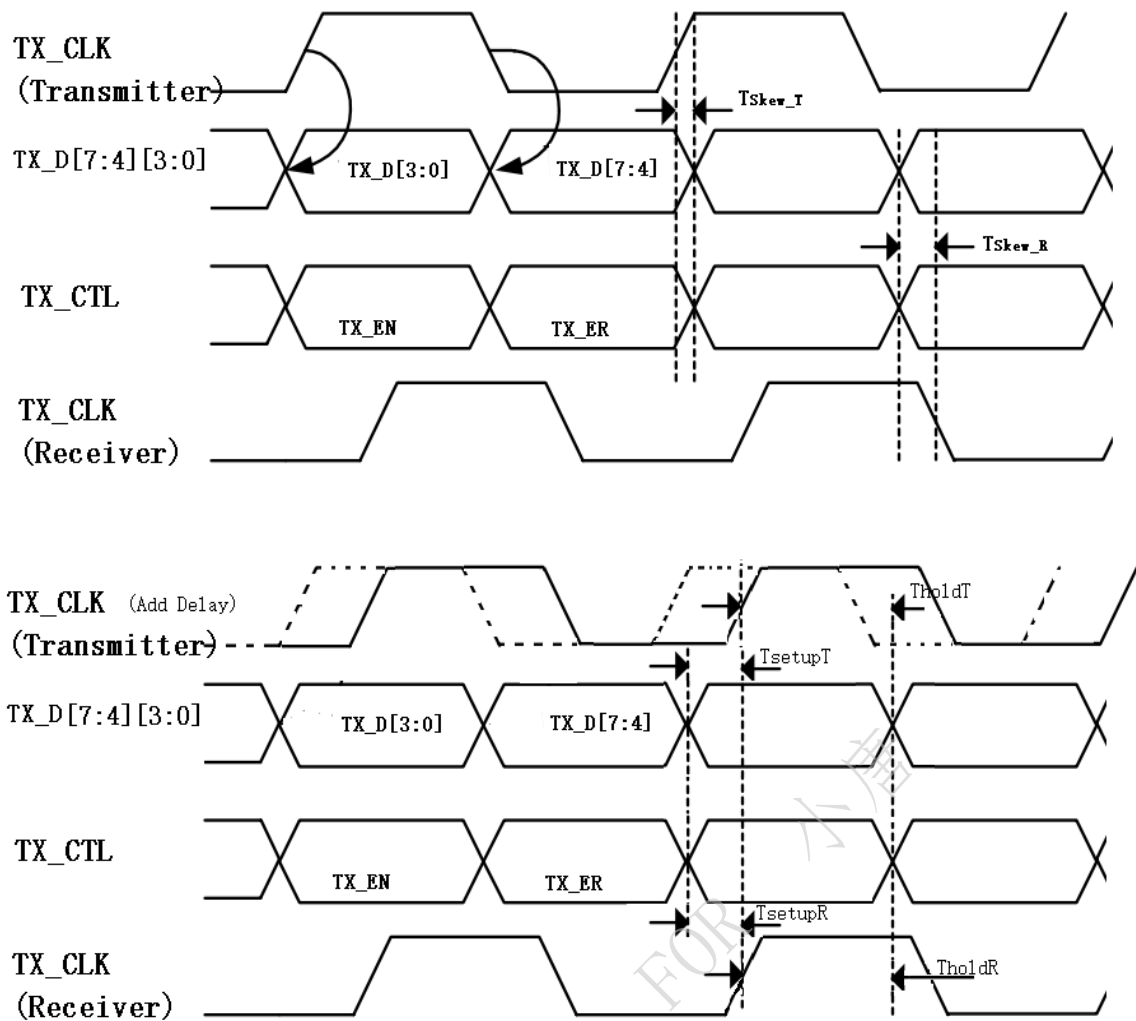 TX_CLK
(Transmitter)
Tskew_T
TX_D[7:4][3:0]
TX_D[3:0]
TX_D[7:4]
Tskew_R
TX_CTL
TX_EN
TX_ER
TX_CLK
(Receiver)
TX_CLK (Add Delay)
(Transmitter)
TholdT
TsetupT
TX_D[7:4][3:0]
TX_D[3:0]
TX_D[7:4]
TX_CTL
TX_EN
TX_ER
TsetupR
TX_CLK
(Receiver)
TholdR
FOR 小唐